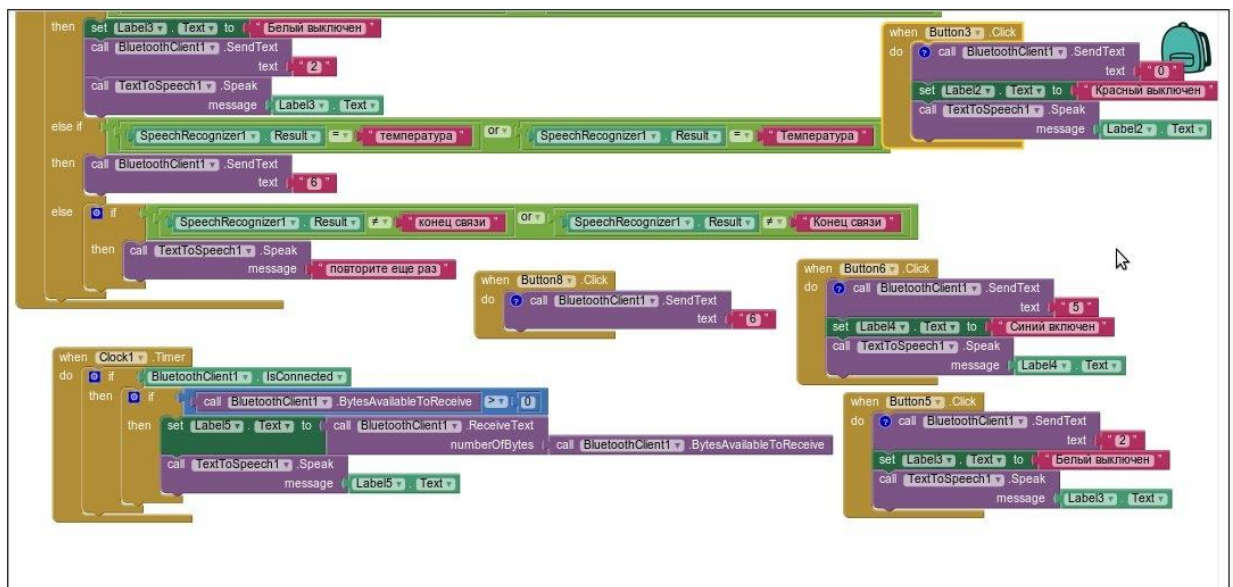 then set Label3 . Text to " Белый выключен "
call BluetoothClient1 .SendText
text " 2 "
call TextToSpeech1 .Speak
message Label3 . Text
else if SpeechRecognizer1 . Result = " температура " or SpeechRecognizer1 . Result = " Температура "
then call BluetoothClient1 .SendText
text " 6 "
else if SpeechRecognizer1 . Result ≠ " конец связи " or SpeechRecognizer1 . Result ≠ " Конец связи "
then call TextToSpeech1 .Speak
message " повторите еще раз "
when Button3 .Click
do ? call BluetoothClient1 .SendText
text " 0 "
set Label2 . Text to " Красный выключен "
call TextToSpeech1 .Speak
message Label2 . Text
when Button8 .Click
do ? call BluetoothClient1 .SendText
text " 6 "
when Button6 .Click
do ? call BluetoothClient1 .SendText
text " 5 "
set Label4 . Text to " Синий включен "
call TextToSpeech1 .Speak
message Label4 . Text
when Clock1 .Timer
do if BluetoothClient1 . IsConnected
then if call BluetoothClient1 .BytesAvailableToReceive > 0
then set Label5 . Text to call BluetoothClient1 .ReceiveText
numberOfBytes call BluetoothClient1 .BytesAvailableToReceive
call TextToSpeech1 .Speak
message Label5 . Text
when Button5 .Click
do ? call BluetoothClient1 .SendText
text " 2 "
set Label3 . Text to " Белый выключен "
call TextToSpeech1 .Speak
message Label3 . Text